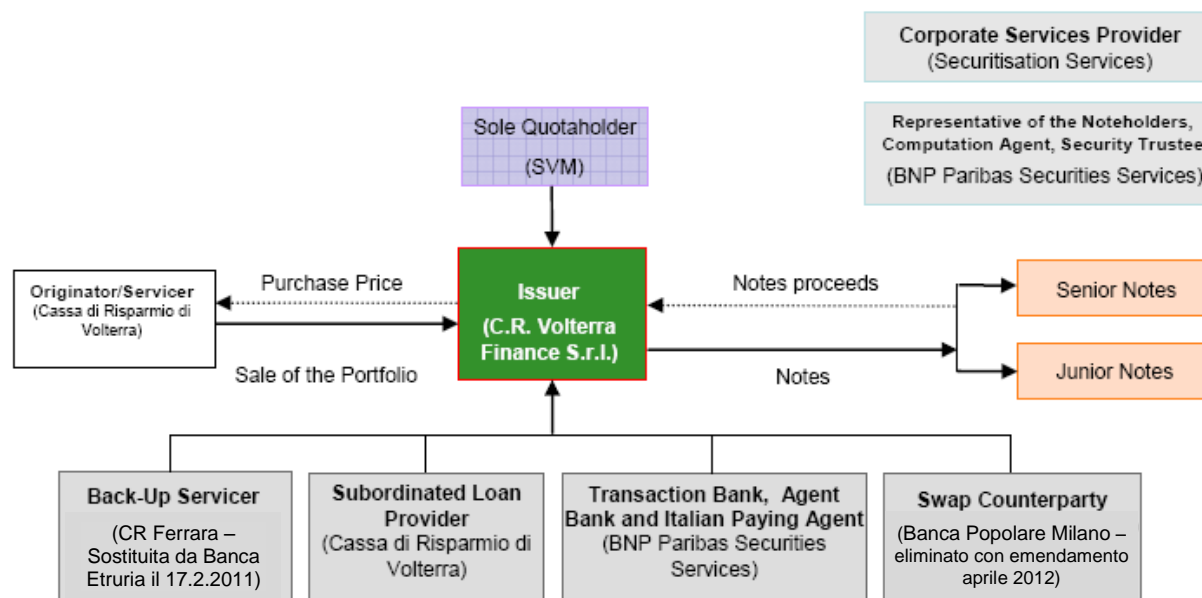 Corporate Services Provider
(Securitisation Services)
Representative of the Noteholders,
Computation Agent, Security Trustee
(BNP Paribas Securities Services)
Sole Quotaholder
(SVM)
Originator/Servicer
(Cassa di Risparmio di
Volterra)
Purchase Price
Sale of the Portfolio
Issuer
(C.R. Volterra
Finance S.r.l.)
Notes proceeds
Notes
Senior Notes
Junior Notes
Back-Up Servicer
(CR Ferrara –
Sostituita da Banca
Etruria il 17.2.2011)
Subordinated Loan
Provider
(Cassa di Risparmio di
Volterra)
Transaction Bank, Agent
Bank and Italian Paying Agent
(BNP Paribas Securities
Services)
Swap Counterparty
(Banca Popolare Milano –
eliminato con emendamento
aprile 2012)